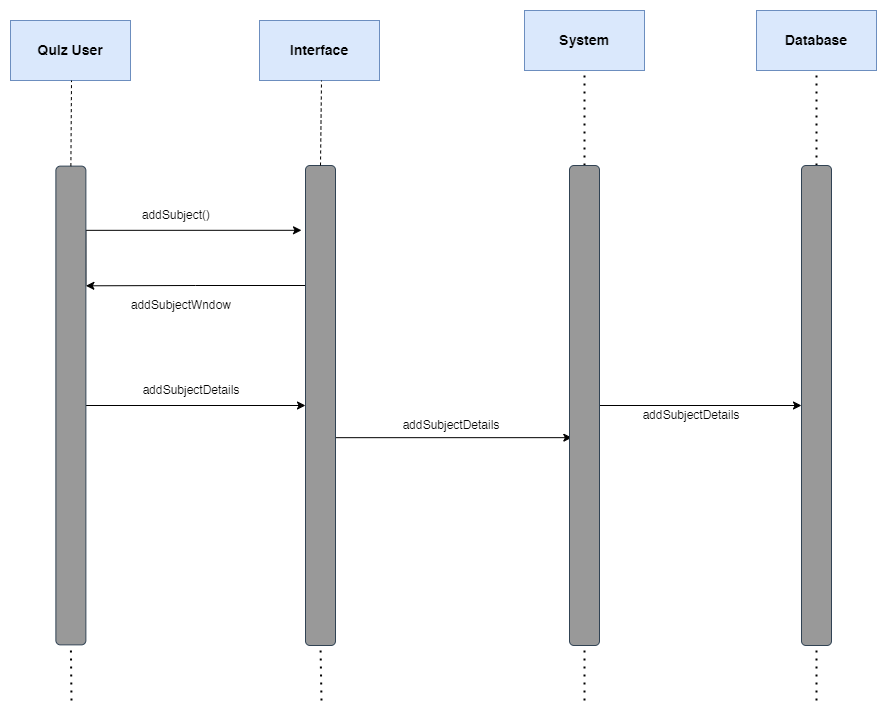 Quiz User
Interface
System
Database
addSubject()
addSubjectWndow
addSubjectDetails
addSubjectDetails
addSubjectDetails